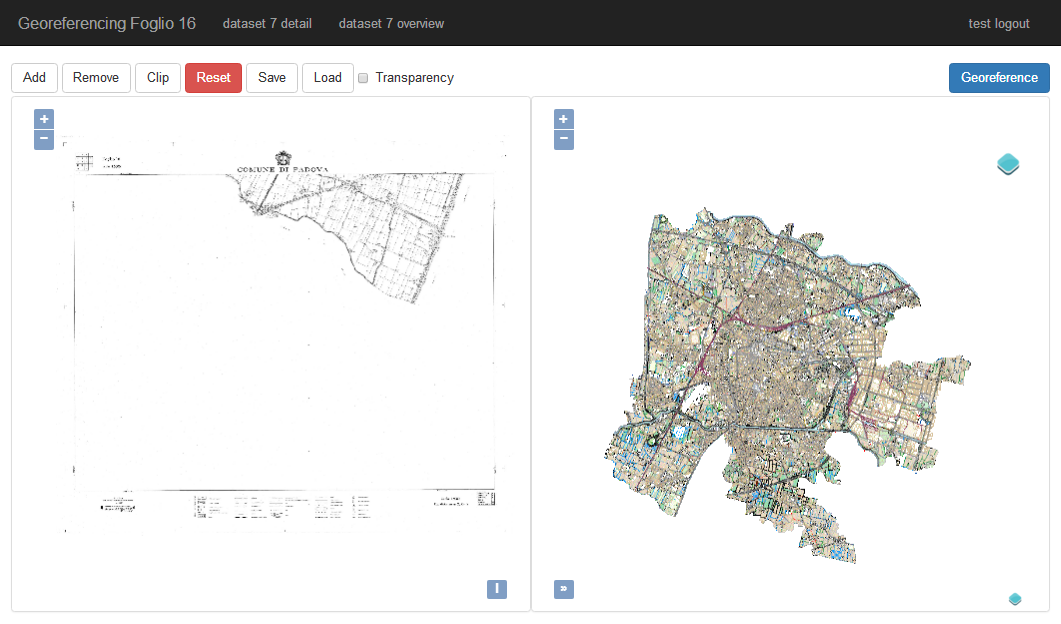 Georeferencing Foglio 16 dataset 7 detail dataset 7 overview test logout
Add Remove Clip Reset Save Load Transparency Georeference
+
−
+
−
COMUNE DI PADOVA
I
»